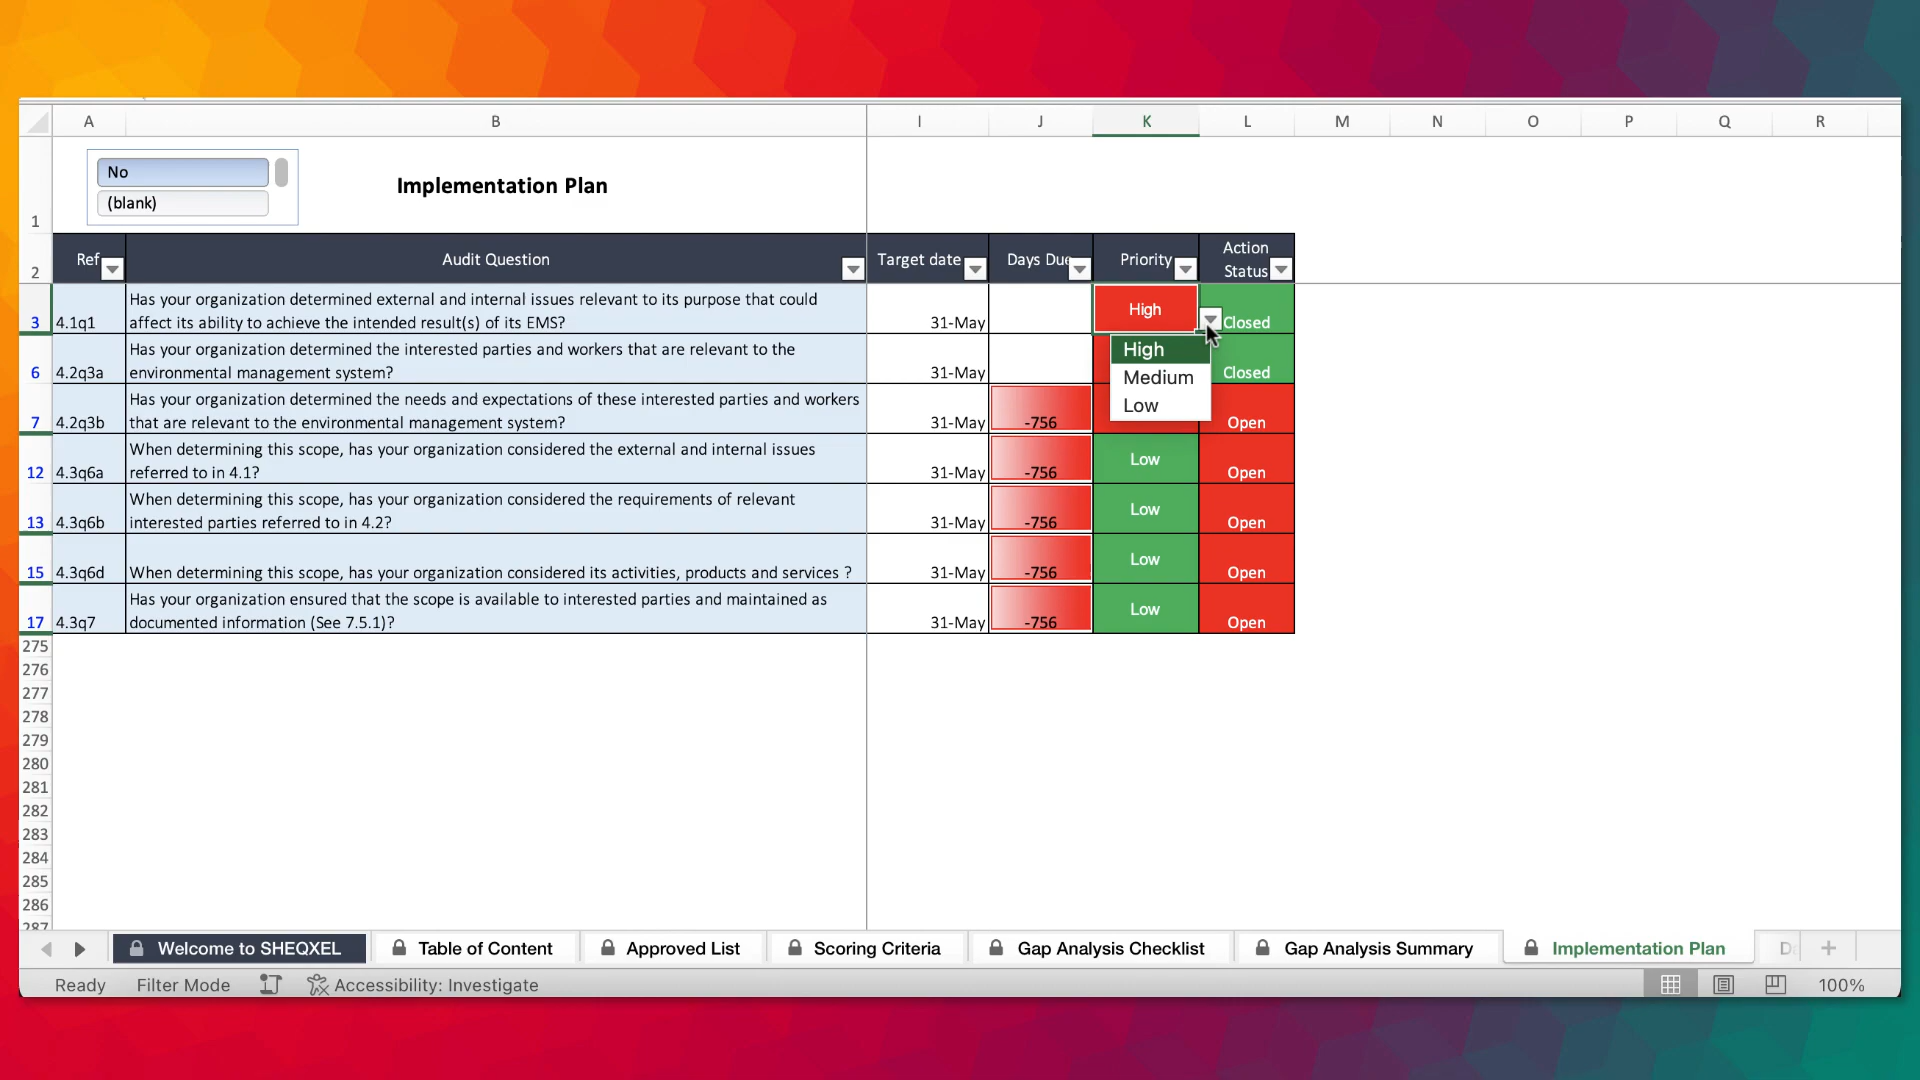 A B I J K L M N O P Q R
No
(blank)
Implementation Plan
1
2 Ref Audit Question Target date Days Due Priority Action Status
3 4.1q1 Has your organization determined external and internal issues relevant to its purpose that could
affect its ability to achieve the intended result(s) of its EMS? 31-May High Closed
6 4.2q3a Has your organization determined the interested parties and workers that are relevant to the
environmental management system? 31-May Closed
High
Medium
Low
7 4.2q3b Has your organization determined the needs and expectations of these interested parties and workers
that are relevant to the environmental management system? 31-May -756 Open
12 4.3q6a When determining this scope, has your organization considered the external and internal issues
referred to in 4.1? 31-May -756 Low Open
13 4.3q6b When determining this scope, has your organization considered the requirements of relevant
interested parties referred to in 4.2? 31-May -756 Low Open
15 4.3q6d When determining this scope, has your organization considered its activities, products and services ? 31-May -756 Low Open
17 4.3q7 Has your organization ensured that the scope is available to interested parties and maintained as
documented information (See 7.5.1)? 31-May -756 Low Open
275
276
277
278
279
280
281
282
283
284
285
286
287
Welcome to SHEQXEL Table of Content Approved List Scoring Criteria Gap Analysis Checklist Gap Analysis Summary Implementation Plan
Ready Filter Mode Accessibility: Investigate 100%